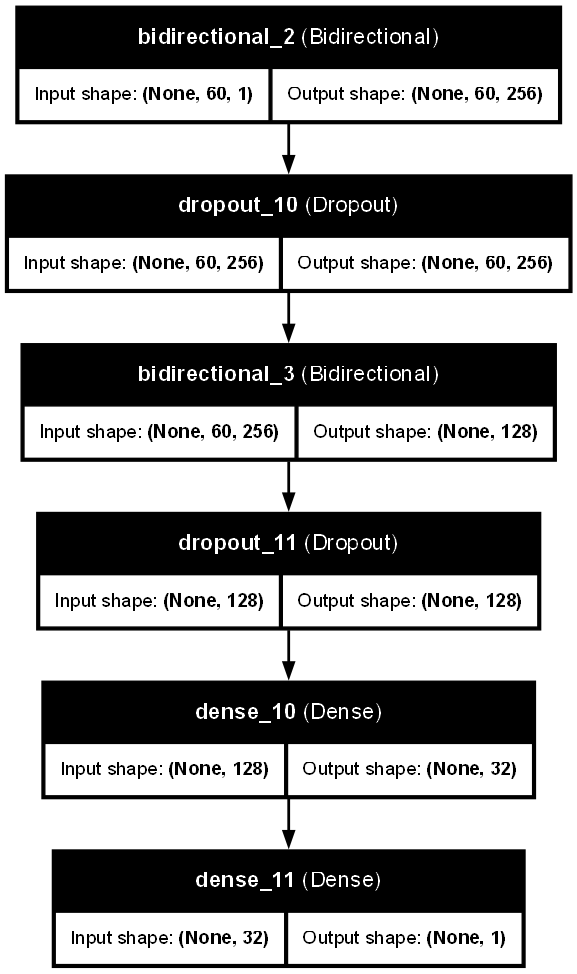 bidirectional_2 (Bidirectional)
Input shape: (None, 60, 1) Output shape: (None, 60, 256)
dropout_10 (Dropout)
Input shape: (None, 60, 256) Output shape: (None, 60, 256)
bidirectional_3 (Bidirectional)
Input shape: (None, 60, 256) Output shape: (None, 128)
dropout_11 (Dropout)
Input shape: (None, 128) Output shape: (None, 128)
dense_10 (Dense)
Input shape: (None, 128) Output shape: (None, 32)
dense_11 (Dense)
Input shape: (None, 32) Output shape: (None, 1)